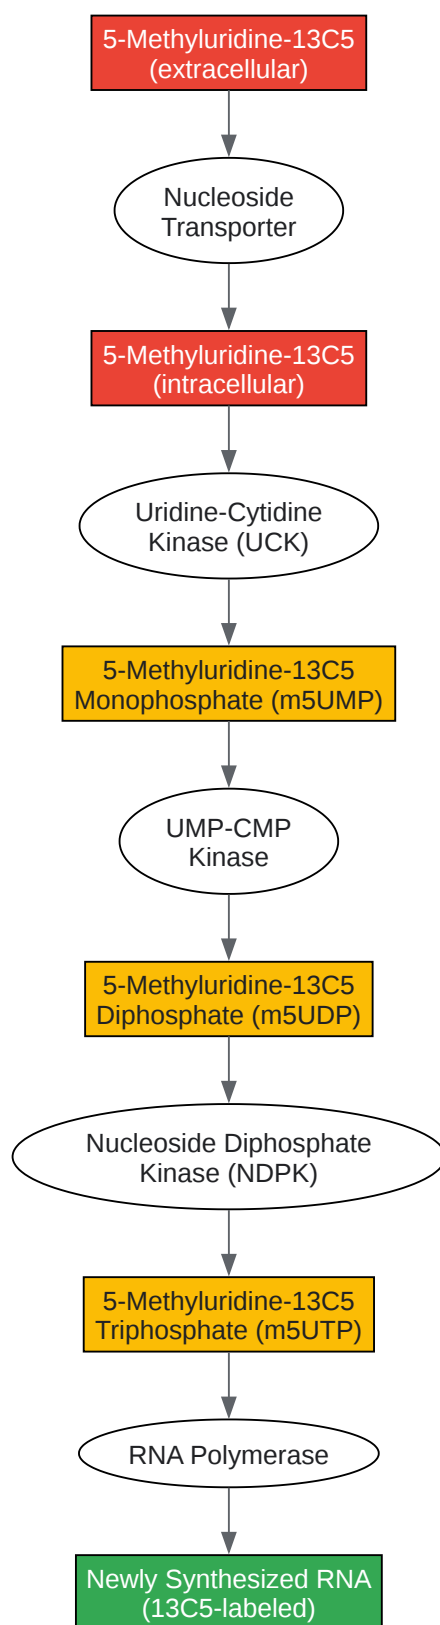 5-Methyluridine-13C5
(extracellular)
Nucleoside
Transporter
5-Methyluridine-13C5
(intracellular)
Uridine-Cytidine
Kinase (UCK)
5-Methyluridine-13C5
Monophosphate (m5UMP)
UMP-CMP
Kinase
5-Methyluridine-13C5
Diphosphate (m5UDP)
Nucleoside Diphosphate
Kinase (NDPK)
5-Methyluridine-13C5
Triphosphate (m5UTP)
RNA Polymerase
Newly Synthesized RNA
(13C5-labeled)